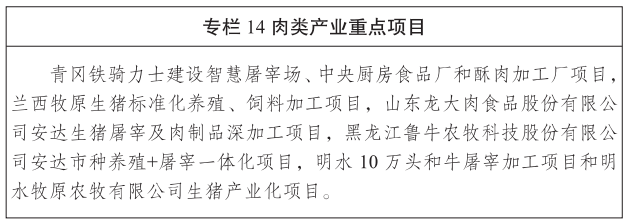 专栏 14 肉类产业重点项目
青冈铁骑力士建设智慧屠宰场、中央厨房食品厂和酥肉加工厂项目，
兰西牧原生猪标准化养殖、饲料加工项目，山东龙大肉食品股份有限公
司安达生猪屠宰及肉制品深加工项目，黑龙江鲁牛农牧科技股份有限公
司安达市种养殖+屠宰一体化项目，明水 10 万头和牛屠宰加工项目和明
水牧原农牧有限公司生猪产业化项目。